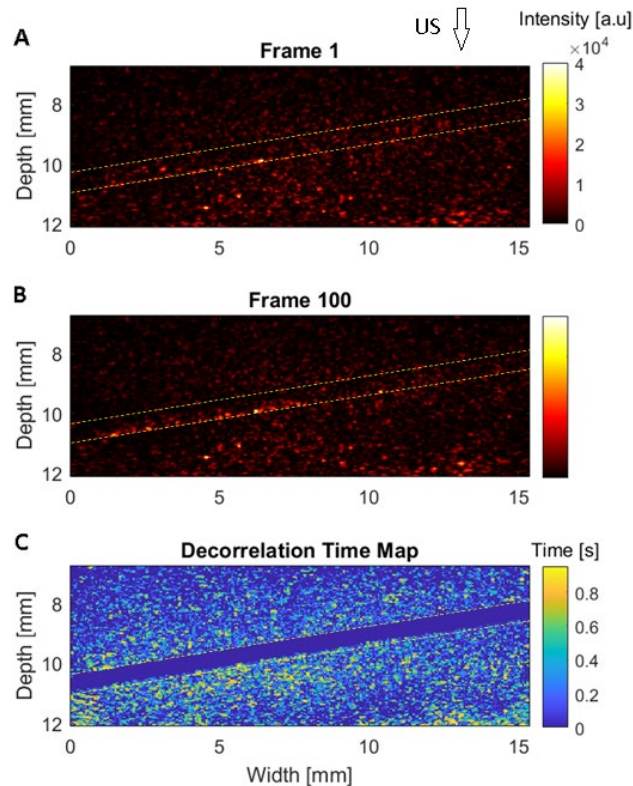 US
Intensity [a.u]
A
Frame 1
×10⁴
Depth [mm]
8
10
12
0
5
10
15
4
3
2
1
0
B
Frame 100
Depth [mm]
8
10
12
0
5
10
15
C
Decorrelation Time Map
Time [s]
Depth [mm]
8
10
12
0
5
10
15
Width [mm]
0.8
0.6
0.4
0.2
0